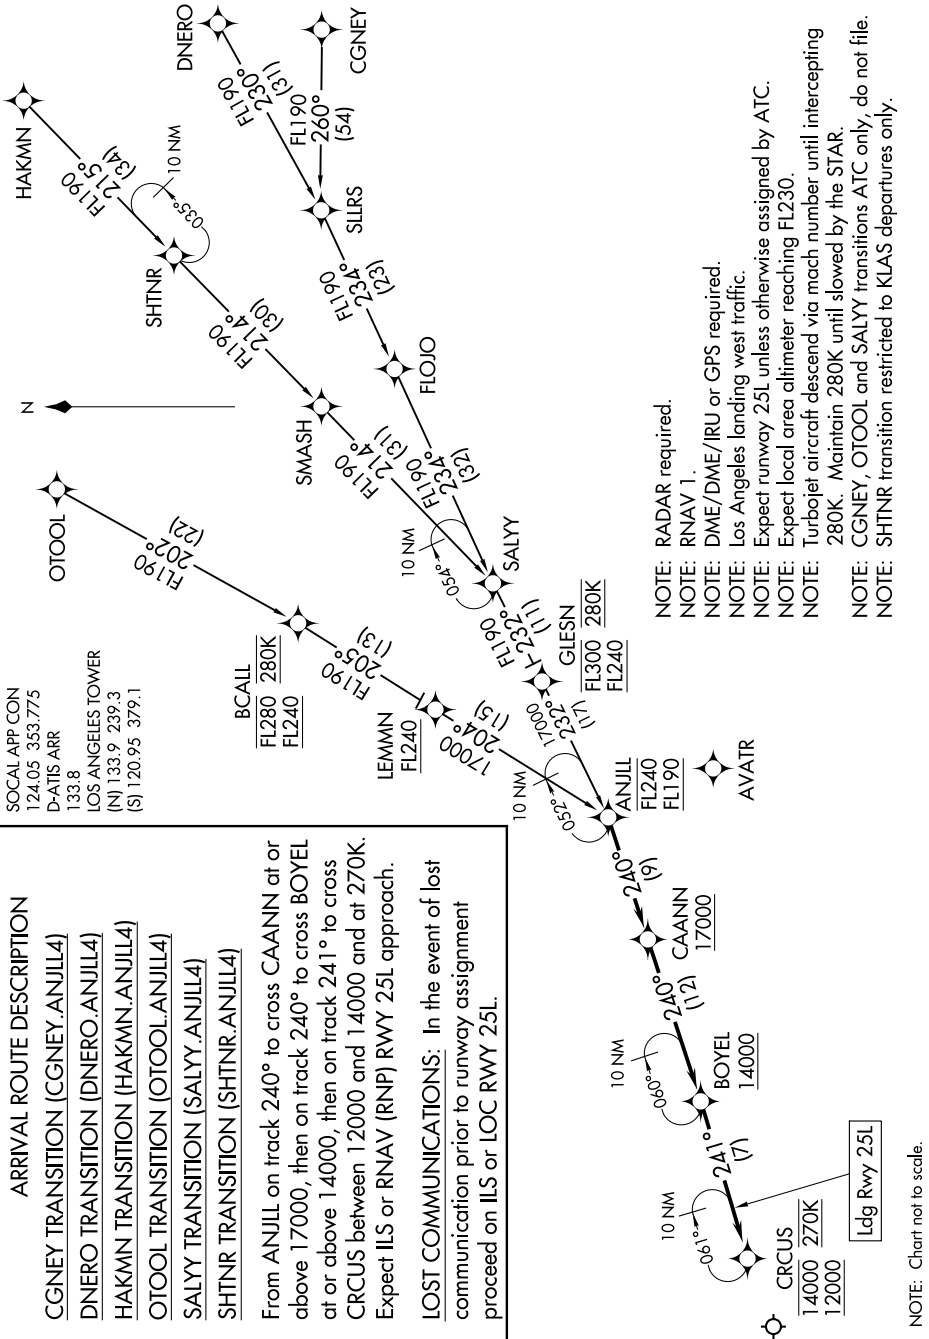 SOCAL APP CON
124.05 353.775
D-ATIS ARR
133.8
LOS ANGELES TOWER
(N) 133.9 239.3
(S) 120.95 379.1
ARRIVAL ROUTE DESCRIPTION
CGNEY TRANSITION (CGNEY.ANJLL4)
DNERO TRANSITION (DNERO.ANJLL4)
HAKMN TRANSITION (HAKMN.ANJLL4)
OTOOL TRANSITION (OTOOL.ANJLL4)
SALYY TRANSITION (SALYY.ANJLL4)
SHTNR TRANSITION (SHTNR.ANJLL4)
From ANJLL on track 240° to cross CAANN at or
above 17000, then on track 240° to cross BOYEL
at or above 14000, then on track 241° to cross
CRCUS between 12000 and 14000 and at 270K.
Expect ILS or RNAV (RNP) RWY 25L approach.
LOST COMMUNICATIONS: In the event of lost
communication prior to runway assignment
proceed on ILS or LOC RWY 25L.
N
HAKMN
FL190
215°
(34)
10 NM
035°
SHTNR
FL190
214°
(30)
SMASH
FL190
214°
(31)
DNERO
FL190
230°
(31)
CGNEY
FL190
260°
(54)
SLLRS
FL190
234°
(23)
FLOJO
FL190
234°
(32)
10 NM
054°
SALYY
FL190
232°
(11)
GLESN
FL300 280K
FL240
17000
232°
(17)
OTOOL
FL190
202°
(22)
BCALL
FL280 280K
FL240
FL190
205°
(13)
LEMMN
FL240
17000
204°
(15)
10 NM
052°
ANJLL
FL240
FL190
AVATR
240°
(9)
CAANN
17000
240°
(12)
10 NM
060°
BOYEL
14000
241°
(7)
10 NM
061°
CRCUS
14000 270K
12000
Ldg Rwy 25L
NOTE: RADAR required.
NOTE: RNAV 1.
NOTE: DME/DME/IRU or GPS required.
NOTE: Los Angeles landing west traffic.
NOTE: Expect runway 25L unless otherwise assigned by ATC.
NOTE: Expect local area altimeter reaching FL230.
NOTE: Turbojet aircraft descend via mach number until intercepting
280K. Maintain 280K until slowed by the STAR.
NOTE: CGNEY, OTOOL and SALYY transitions ATC only, do not file.
NOTE: SHTNR transition restricted to KLAS departures only.
NOTE: Chart not to scale.